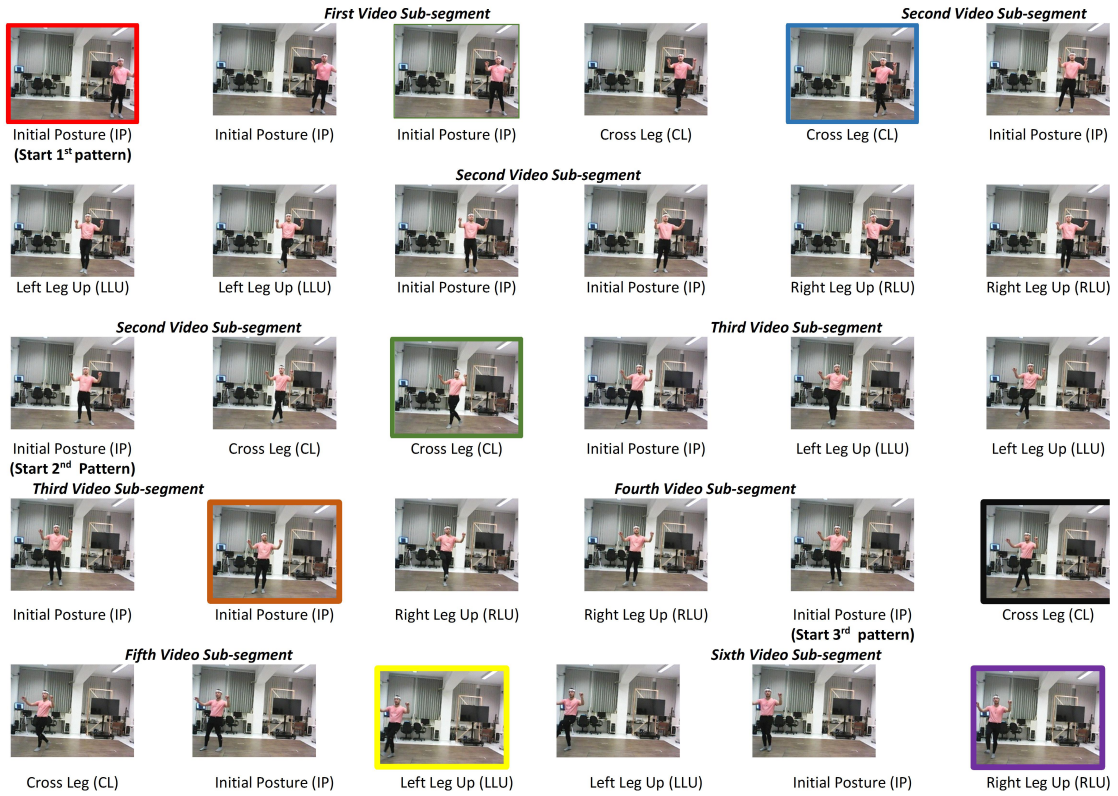 First Video Sub-segment
Second Video Sub-segment
Initial Posture (IP)
(Start 1st pattern)
Initial Posture (IP)
Initial Posture (IP)
Cross Leg (CL)
Cross Leg (CL)
Initial Posture (IP)
Second Video Sub-segment
Left Leg Up (LLU)
Left Leg Up (LLU)
Initial Posture (IP)
Initial Posture (IP)
Right Leg Up (RLU)
Right Leg Up (RLU)
Second Video Sub-segment
Third Video Sub-segment
Initial Posture (IP)
(Start 2nd Pattern)
Cross Leg (CL)
Cross Leg (CL)
Initial Posture (IP)
Left Leg Up (LLU)
Left Leg Up (LLU)
Third Video Sub-segment
Fourth Video Sub-segment
Initial Posture (IP)
Initial Posture (IP)
Right Leg Up (RLU)
Right Leg Up (RLU)
Initial Posture (IP)
(Start 3rd pattern)
Cross Leg (CL)
Fifth Video Sub-segment
Sixth Video Sub-segment
Cross Leg (CL)
Initial Posture (IP)
Left Leg Up (LLU)
Left Leg Up (LLU)
Initial Posture (IP)
Right Leg Up (RLU)